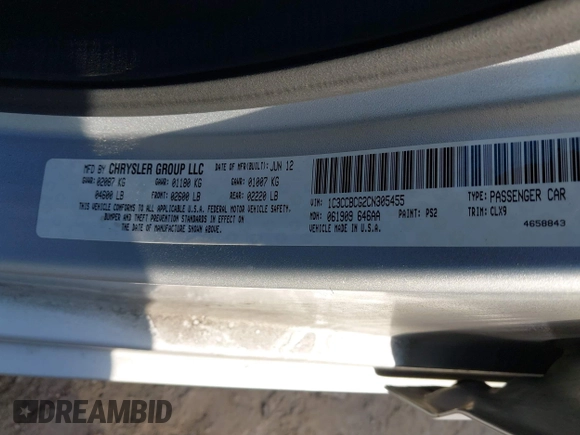 MFD BY CHRYSLER GROUP LLC DATE OF MFR(BUILT): JUN 12
GVWR: 02087 KG GAWR: 01180 KG GAWR: 01007 KG
04600 LB FRONT: 02600 LB REAR: 02220 LB
THIS VEHICLE CONFORMS TO ALL APPLICABLE U.S.A. FEDERAL MOTOR VEHICLE SAFETY,
BUMPER AND THEFT PREVENTION STANDARDS IN EFFECT ON
THE DATE OF MANUFACTURE SHOWN ABOVE.
VIN: 1C3CCBCG2CN305455 TYPE: PASSENGER CAR
MDH: 061909 646AA PAINT: PS2 TRIM: CLX9
VEHICLE MADE IN U.S.A. 4658843
DREAMBID